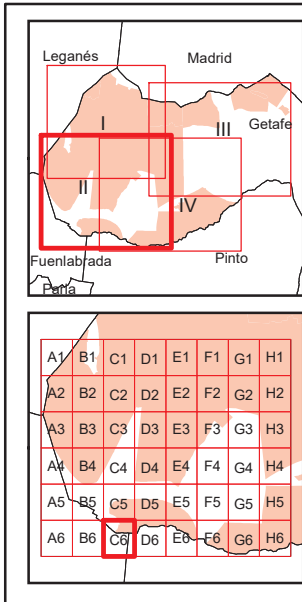 Leganés Madrid
I III
Getafe
II
IV
Fuenlabrada Pinto
Parla
A1 B1 C1 D1 E1 F1 G1 H1
A2 B2 C2 D2 E2 F2 G2 H2
A3 B3 C3 D3 E3 F3 G3 H3
A4 B4 C4 D4 E4 F4 G4 H4
A5 B5 C5 D5 E5 F5 G5 H5
A6 B6 C6 D6 E6 F6 G6 H6